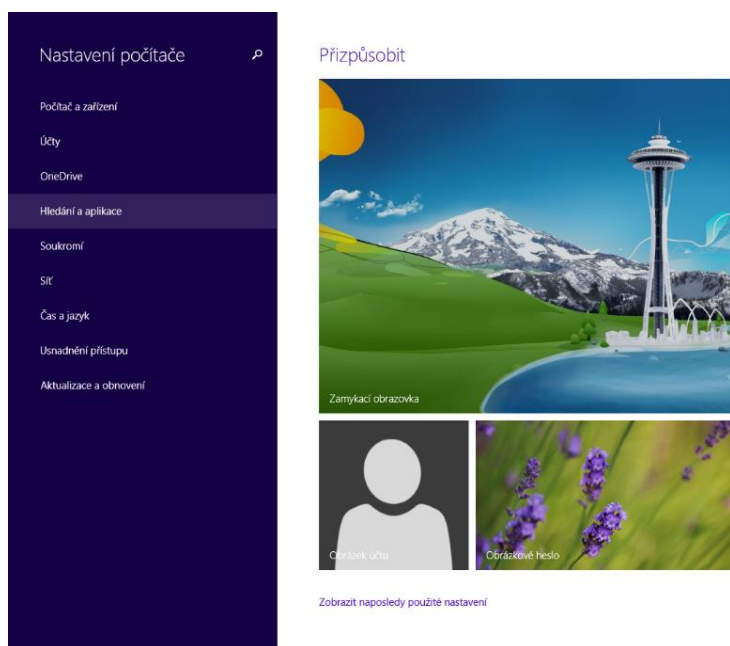 Nastavení počítače
Počítač a zařízení
Účty
OneDrive
Hledání a aplikace
Soukromí
Síť
Čas a jazyk
Usnadnění přístupu
Aktualizace a obnovení
Přizpůsobit
Zamykací obrazovka
Obrázek účtu
Obrázkové heslo
Zobrazit naposledy použité nastavení